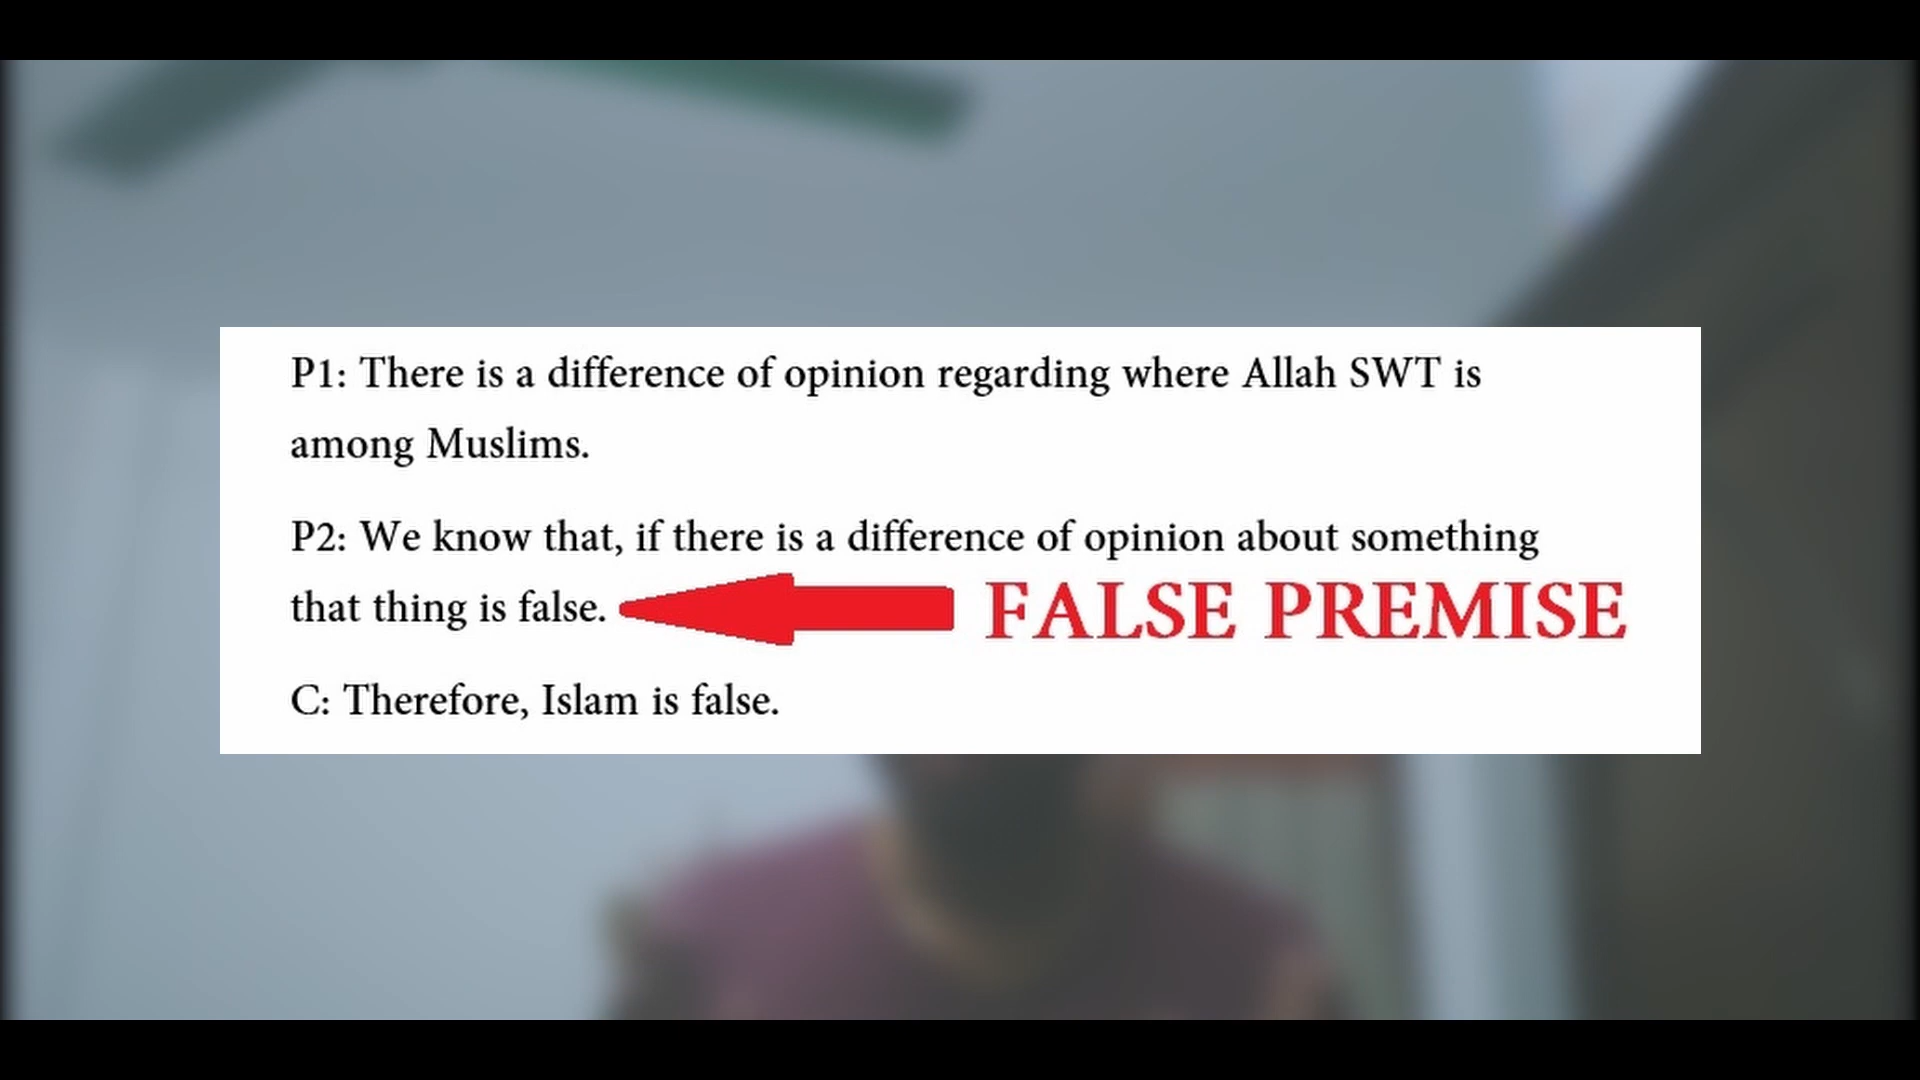 P1: There is a difference of opinion regarding where Allah SWT is
among Muslims.
P2: We know that, if there is a difference of opinion about something
that thing is false. FALSE PREMISE
C: Therefore, Islam is false.